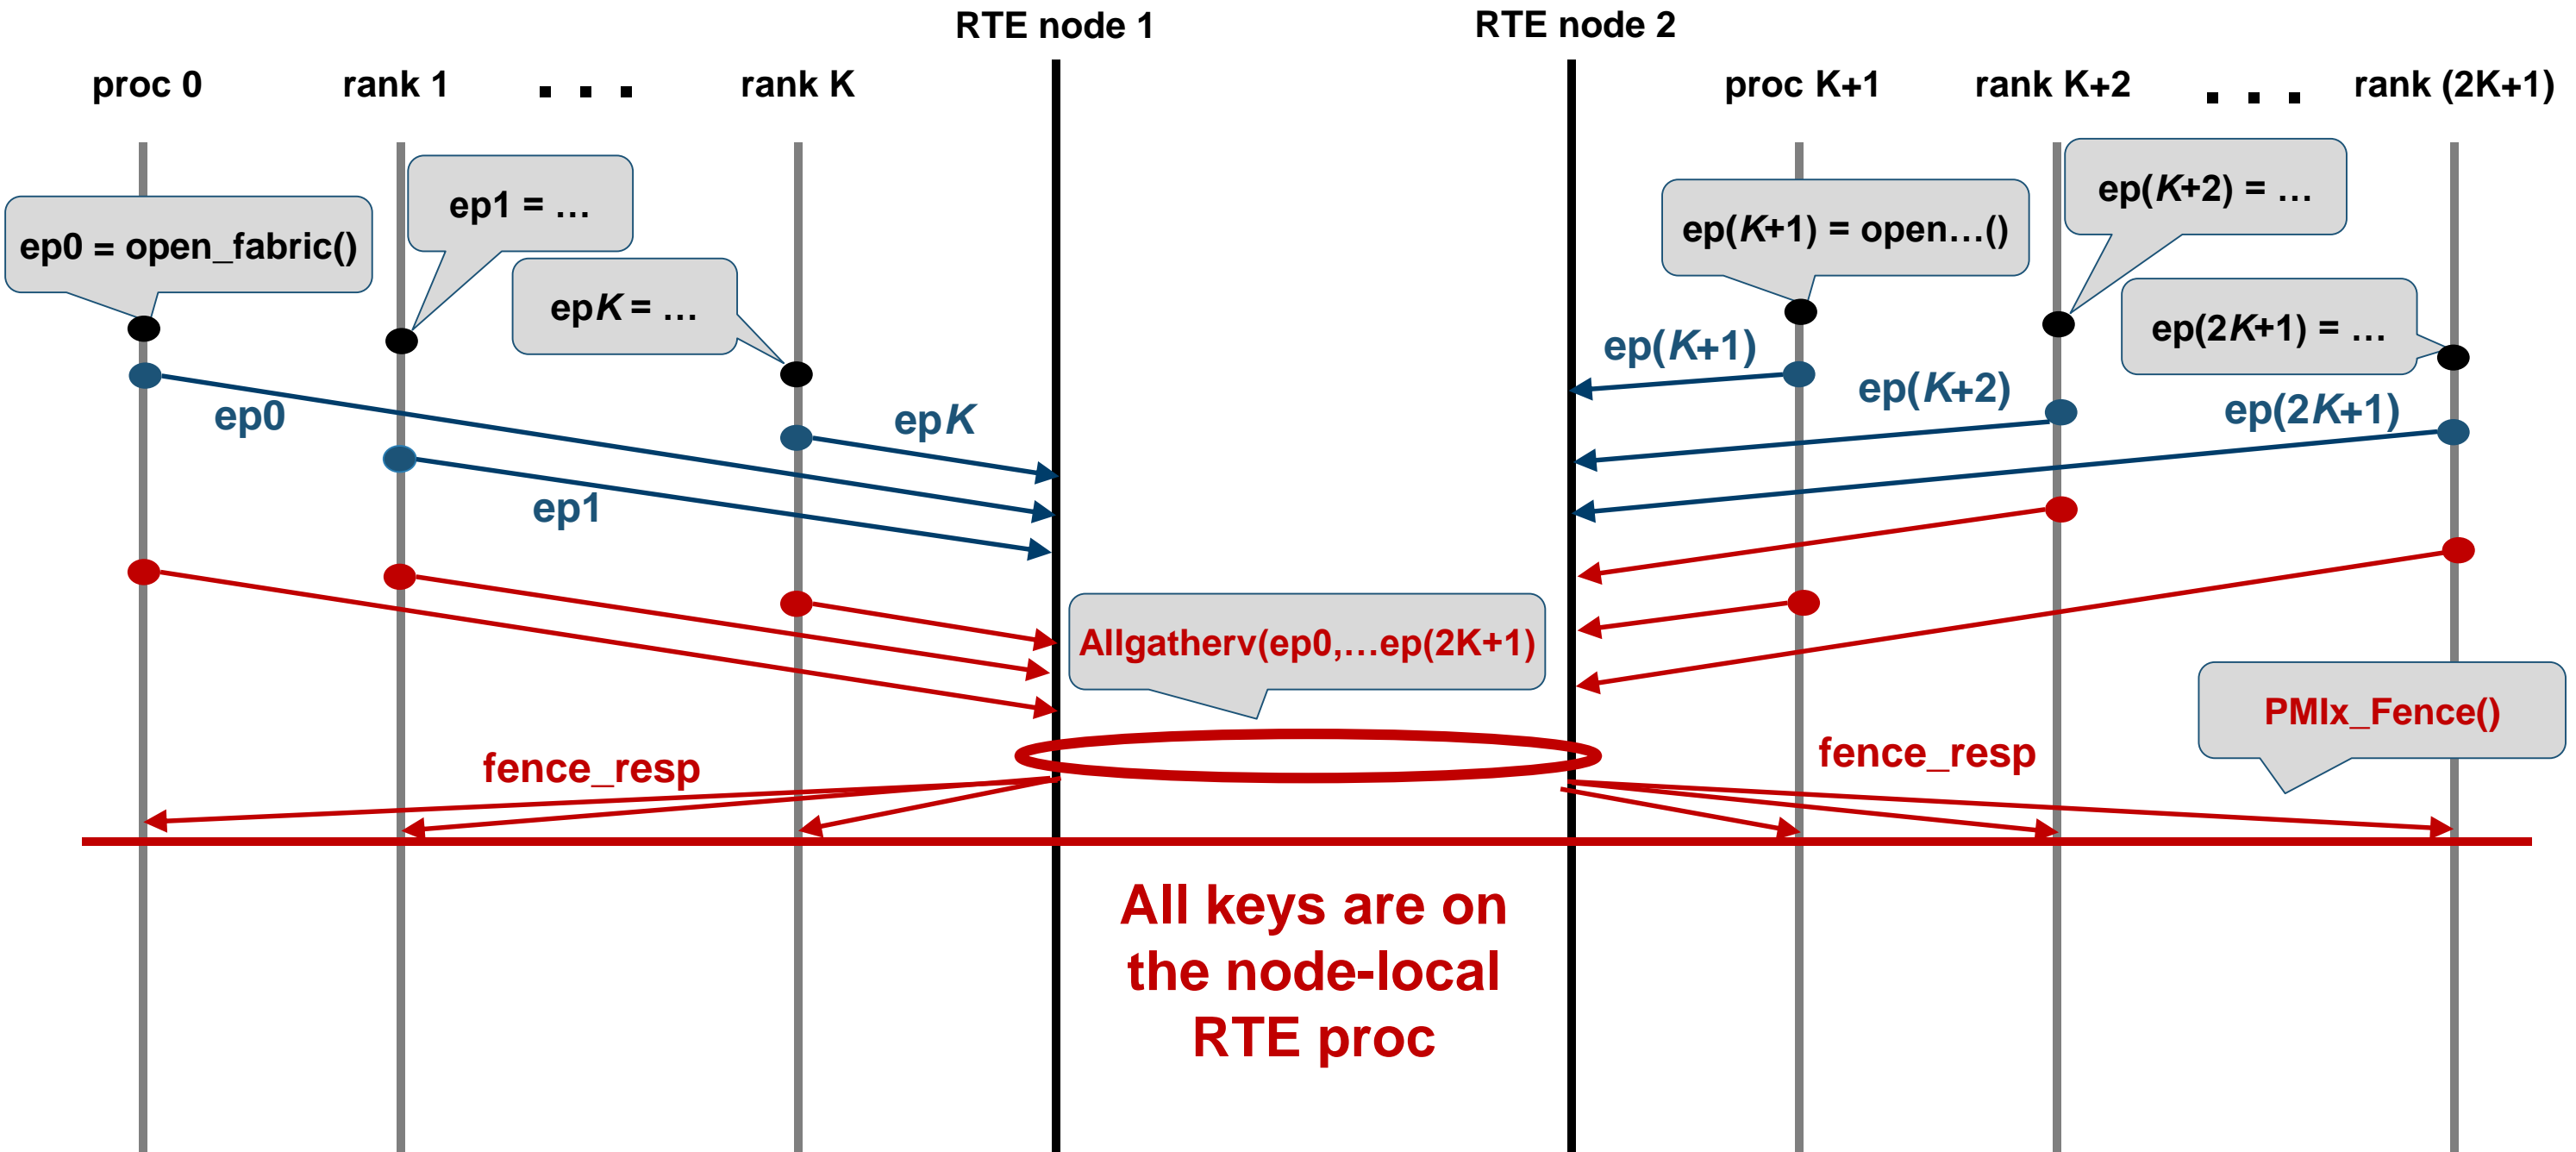 RTE node 1
RTE node 2
proc 0
rank 1
. . .
rank K
proc K+1
rank K+2
. . .
rank (2K+1)
ep0 = open_fabric()
ep1 = …
epK = …
ep(K+1) = open…()
ep(K+2) = …
ep(2K+1) = …
ep0
epK
ep1
ep(K+1)
ep(K+2)
ep(2K+1)
Allgatherv(ep0,…ep(2K+1)
PMIx_Fence()
fence_resp
fence_resp
All keys are on
the node-local
RTE proc